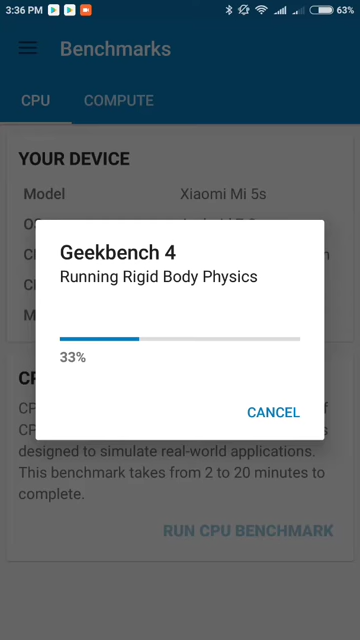 3:36 PM 63%
Benchmarks
CPU COMPUTE
YOUR DEVICE
Model Xiaomi Mi 5s
Geekbench 4
Running Rigid Body Physics
33%
CANCEL
designed to simulate real-world applications.
This benchmark takes from 2 to 20 minutes to
complete.
RUN CPU BENCHMARK